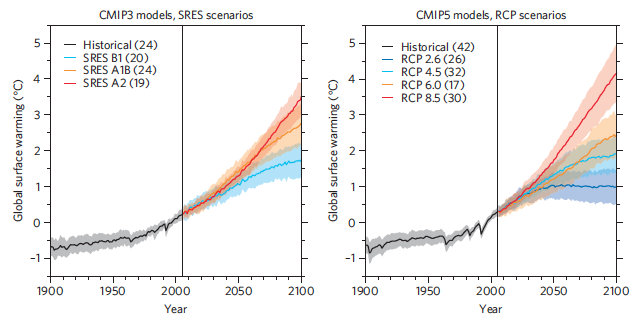 CMIP3 models, SRES scenarios
Historical (24)
SRES B1 (20)
SRES A1B (24)
SRES A2 (19)
Global surface warming (°C)
5
4
3
2
1
0
-1
1900 1950 2000 2050 2100
Year
CMIP5 models, RCP scenarios
Historical (42)
RCP 2.6 (26)
RCP 4.5 (32)
RCP 6.0 (17)
RCP 8.5 (30)
Global surface warming (°C)
5
4
3
2
1
0
-1
1900 1950 2000 2050 2100
Year